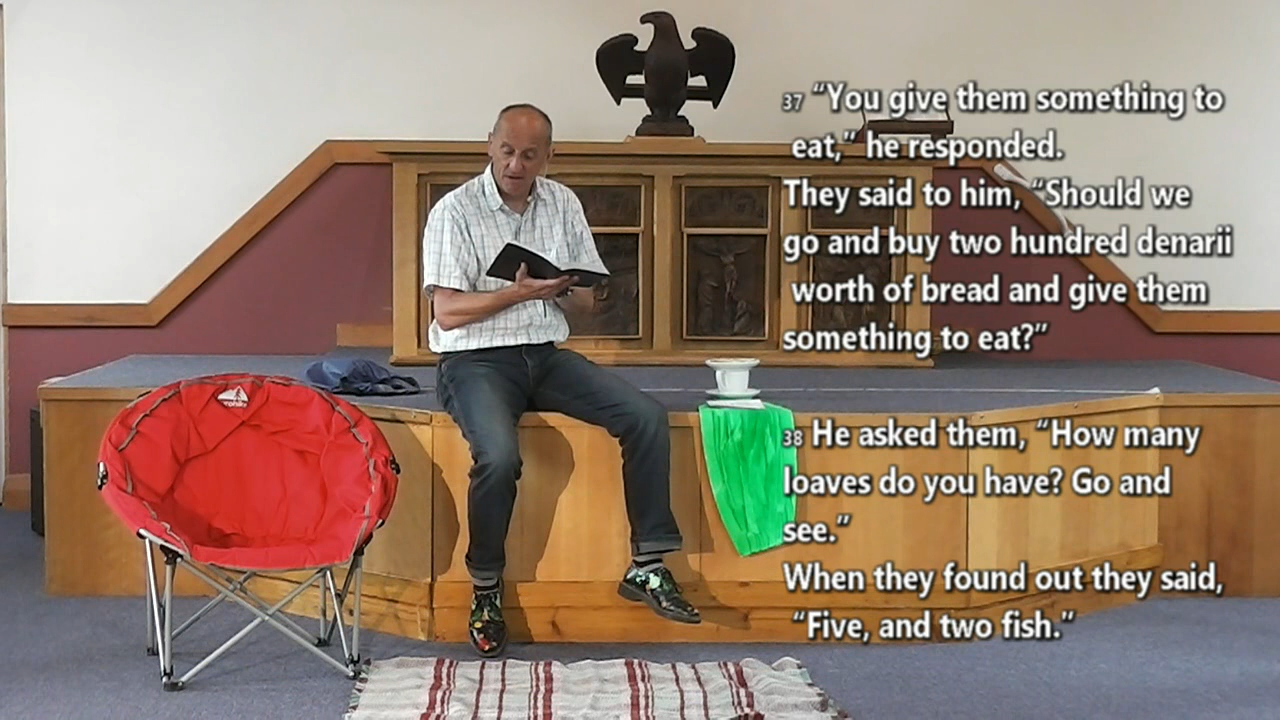 37 “You give them something to
eat,” he responded.
They said to him, “Should we
go and buy two hundred denarii
worth of bread and give them
something to eat?”
38 He asked them, “How many
loaves do you have? Go and
see.”
When they found out they said,
“Five, and two fish.”